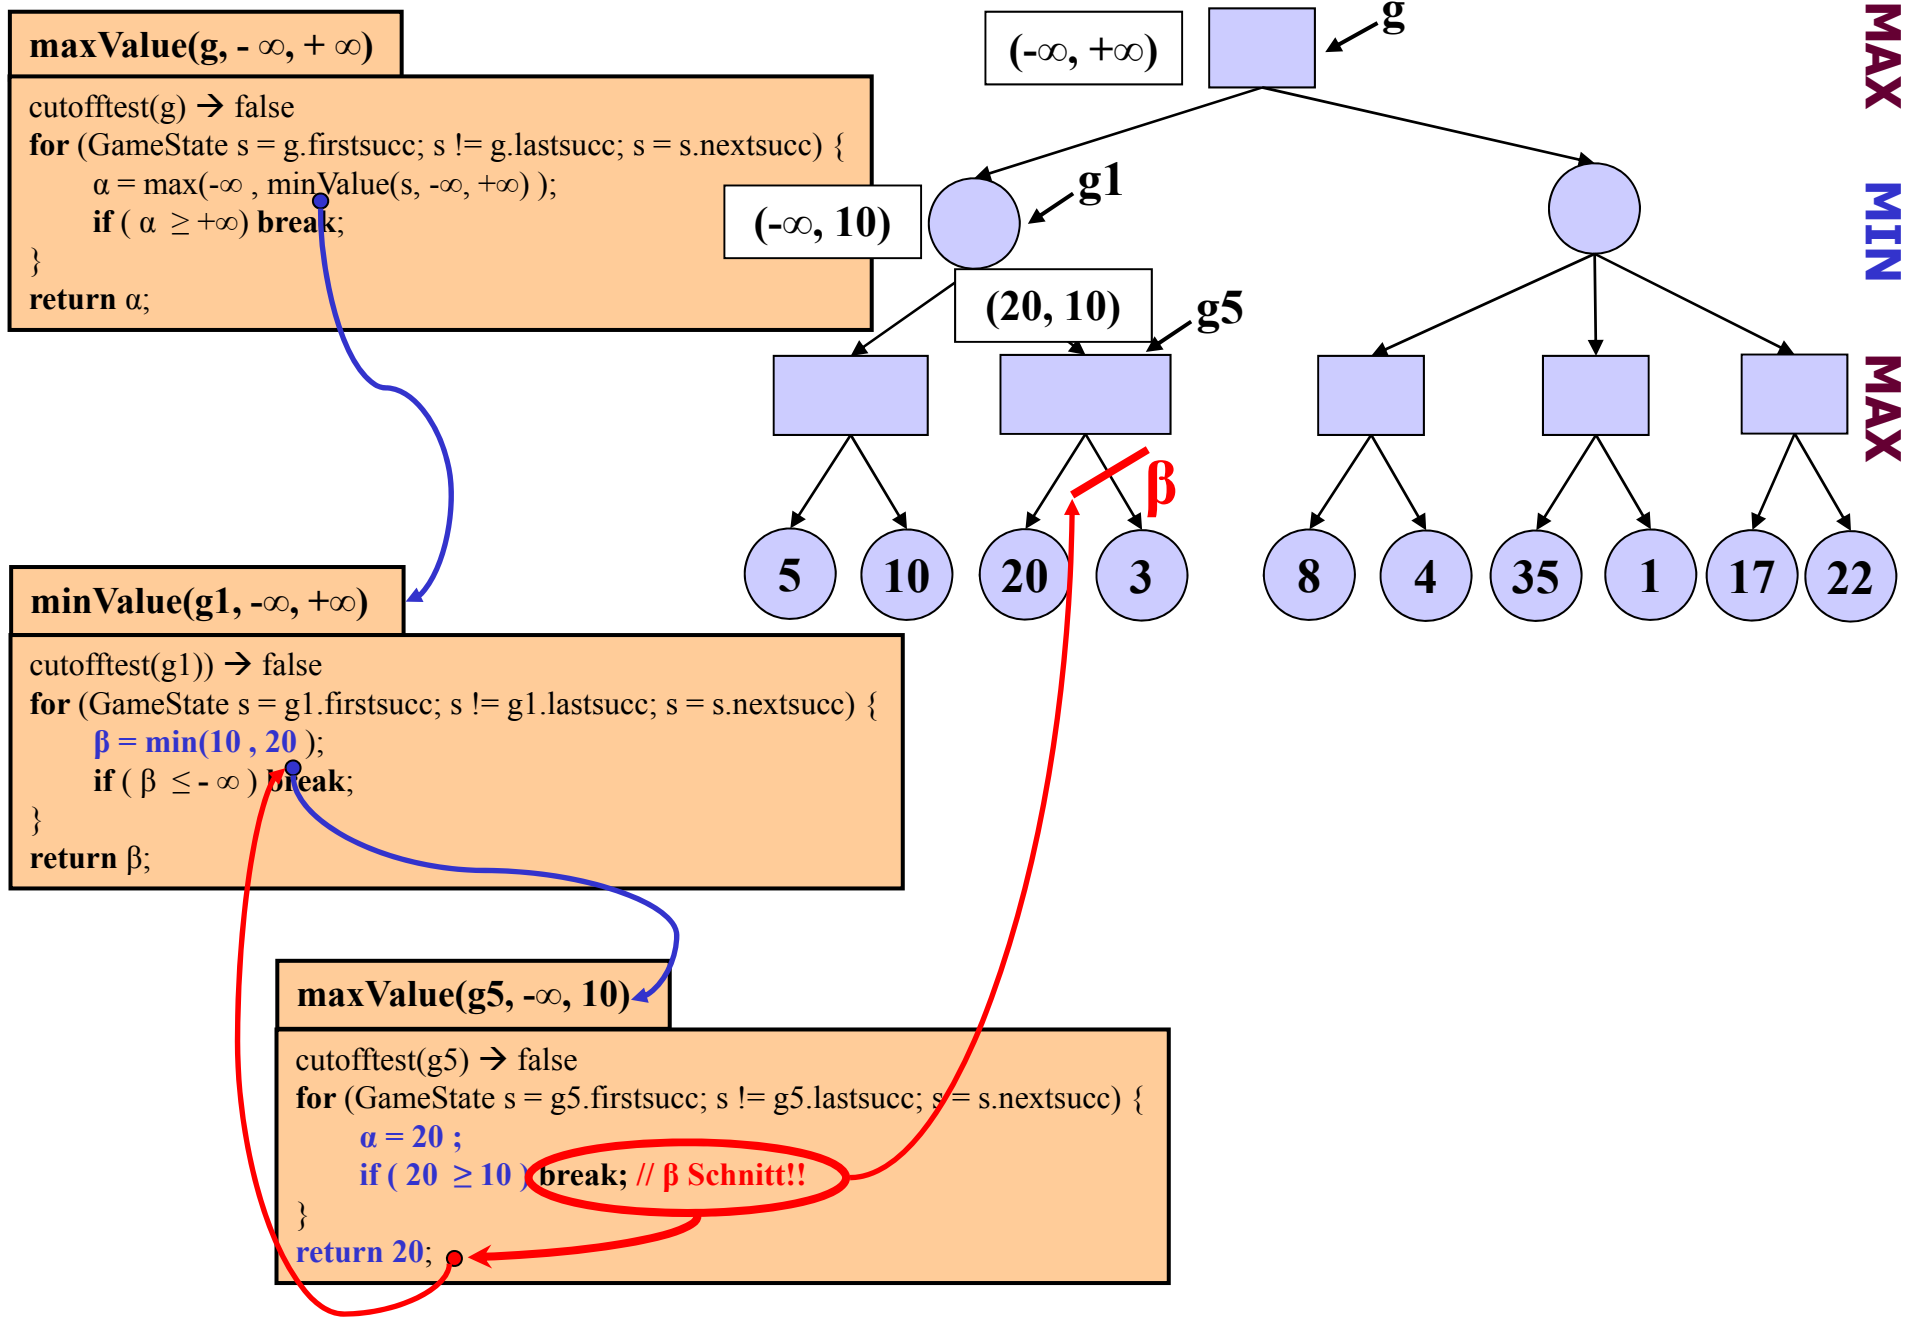 maxValue(g, - ∞, + ∞)
cutofftest(g) → false
for (GameState s = g.firstsucc; s != g.lastsucc; s = s.nextsucc) {
α = max(-∞ , minValue(s, -∞, +∞) );
if ( α ≥ +∞) break;
}
return α;
(-∞, +∞)
g
MAX
g1
(-∞, 10)
MIN
(20, 10)
g5
MAX
β
5
10
20
3
8
4
35
1
17
22
minValue(g1, -∞, +∞)
cutofftest(g1)) → false
for (GameState s = g1.firstsucc; s != g1.lastsucc; s = s.nextsucc) {
β = min(10 , 20 );
if ( β ≤ - ∞ ) break;
}
return β;
maxValue(g5, -∞, 10)
cutofftest(g5) → false
for (GameState s = g5.firstsucc; s != g5.lastsucc; s = s.nextsucc) {
α = 20 ;
if ( 20 ≥ 10 ) break; // β Schnitt!!
}
return 20;